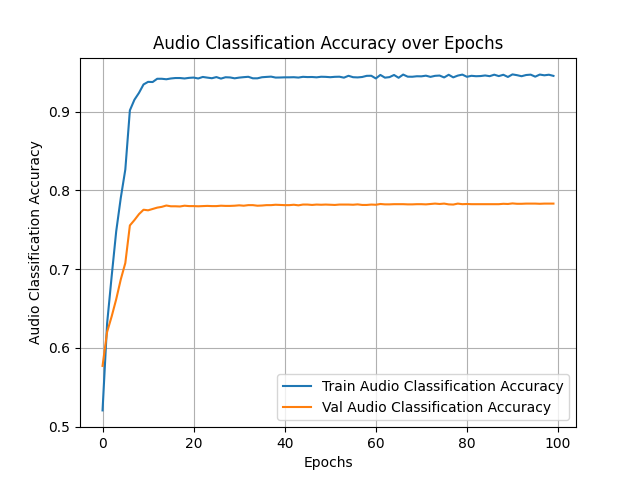 Audio Classification Accuracy over Epochs
Audio Classification Accuracy
0.9
0.8
0.7
0.6
0.5
0
20
40
60
80
100
Epochs
Train Audio Classification Accuracy
Val Audio Classification Accuracy